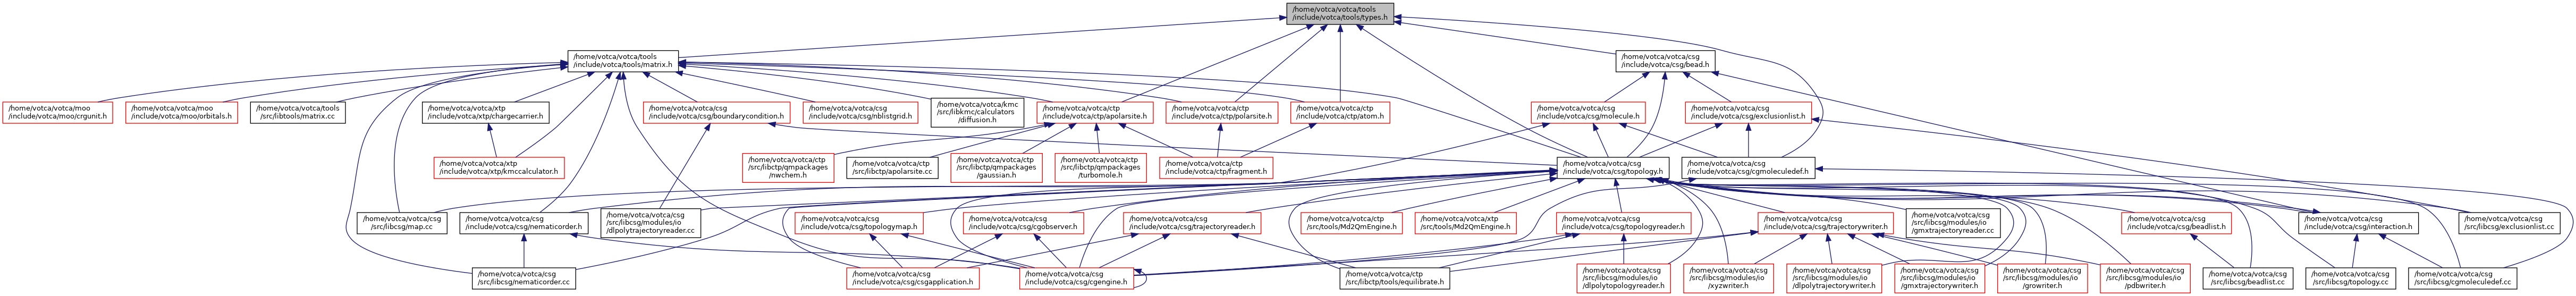 /home/votca/votca/tools
/include/votca/tools/types.h
/home/votca/votca/tools
/include/votca/tools/matrix.h
/home/votca/votca/csg
/include/votca/csg/bead.h
/home/votca/votca/moo
/include/votca/moo/crgunit.h
/home/votca/votca/moo
/include/votca/moo/orbitals.h
/home/votca/votca/tools
/src/libtools/matrix.cc
/home/votca/votca/xtp
/include/votca/xtp/chargecarrier.h
/home/votca/votca/csg
/include/votca/csg/boundarycondition.h
/home/votca/votca/csg
/include/votca/csg/nblistgrid.h
/home/votca/votca/kmc
/src/libkmc/calculators
/diffusion.h
/home/votca/votca/ctp
/include/votca/ctp/apolarsite.h
/home/votca/votca/ctp
/include/votca/ctp/polarsite.h
/home/votca/votca/ctp
/include/votca/ctp/atom.h
/home/votca/votca/csg
/include/votca/csg/molecule.h
/home/votca/votca/csg
/include/votca/csg/exclusionlist.h
/home/votca/votca/xtp
/include/votca/xtp/kmccalculator.h
/home/votca/votca/ctp
/src/libctp/qmpackages
/nwchem.h
/home/votca/votca/ctp
/src/libctp/apolarsite.cc
/home/votca/votca/ctp
/src/libctp/qmpackages
/gaussian.h
/home/votca/votca/ctp
/src/libctp/qmpackages
/turbomole.h
/home/votca/votca/ctp
/include/votca/ctp/fragment.h
/home/votca/votca/csg
/include/votca/csg/topology.h
/home/votca/votca/csg
/include/votca/csg/cgmoleculedef.h
/home/votca/votca/csg
/src/libcsg/map.cc
/home/votca/votca/csg
/include/votca/csg/nematicorder.h
/home/votca/votca/csg
/src/libcsg/modules/io
/dlpolytrajectoryreader.cc
/home/votca/votca/csg
/include/votca/csg/topologymap.h
/home/votca/votca/csg
/include/votca/csg/cgobserver.h
/home/votca/votca/csg
/include/votca/csg/trajectoryreader.h
/home/votca/votca/ctp
/src/tools/Md2QmEngine.h
/home/votca/votca/xtp
/src/tools/Md2QmEngine.h
/home/votca/votca/csg
/include/votca/csg/topologyreader.h
/home/votca/votca/csg
/include/votca/csg/trajectorywriter.h
/home/votca/votca/csg
/src/libcsg/modules/io
/gmxtrajectoryreader.cc
/home/votca/votca/csg
/include/votca/csg/beadlist.h
/home/votca/votca/csg
/include/votca/csg/interaction.h
/home/votca/votca/csg
/src/libcsg/exclusionlist.cc
/home/votca/votca/csg
/src/libcsg/nematicorder.cc
/home/votca/votca/csg
/include/votca/csg/csgapplication.h
/home/votca/votca/csg
/include/votca/csg/cgengine.h
/home/votca/votca/ctp
/src/libctp/tools/equilibrate.h
/home/votca/votca/csg
/src/libcsg/modules/io
/dlpolytopologyreader.h
/home/votca/votca/csg
/src/libcsg/modules/io
/xyzwriter.h
/home/votca/votca/csg
/src/libcsg/modules/io
/dlpolytrajectorywriter.h
/home/votca/votca/csg
/src/libcsg/modules/io
/gmxtrajectorywriter.h
/home/votca/votca/csg
/src/libcsg/modules/io
/growriter.h
/home/votca/votca/csg
/src/libcsg/modules/io
/pdbwriter.h
/home/votca/votca/csg
/src/libcsg/beadlist.cc
/home/votca/votca/csg
/src/libcsg/topology.cc
/home/votca/votca/csg
/src/libcsg/cgmoleculedef.cc